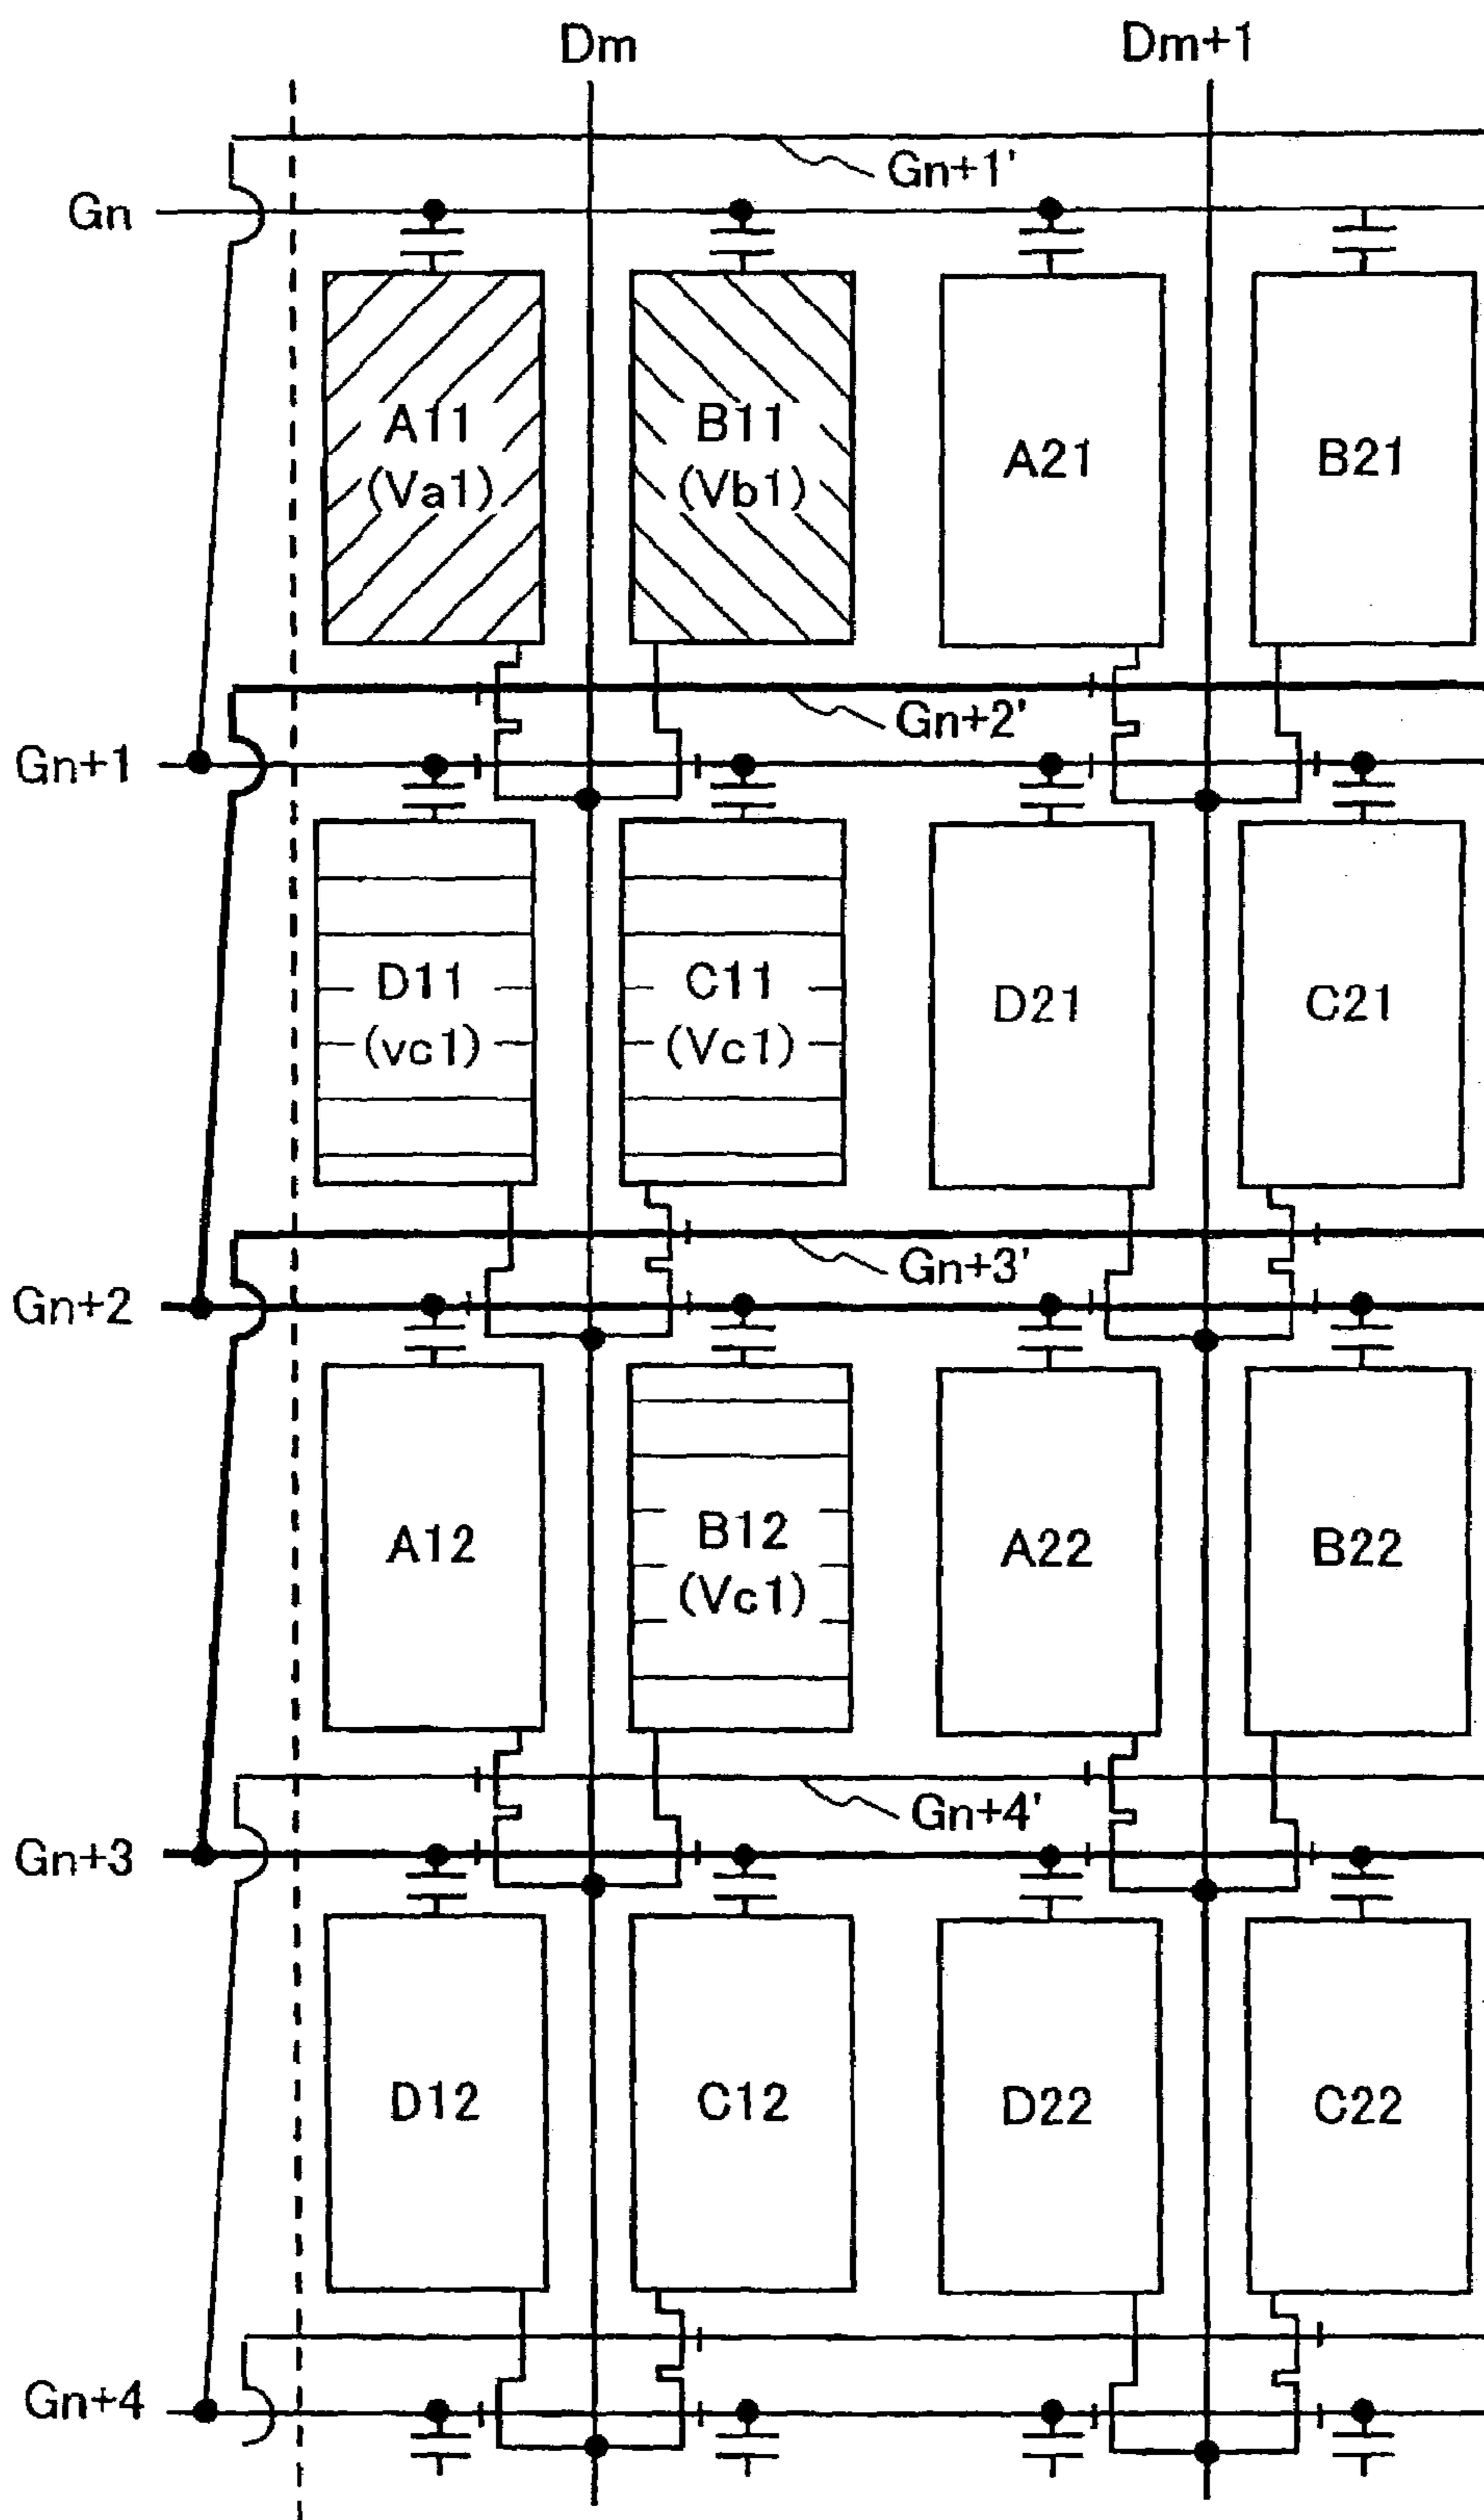 Dm Dm+1
Gn+1'
Gn
A11 B11 A21 B21
(Va1) (Vb1)
Gn+2'
Gn+1
D11 C11 D21 C21
(vc1) (Vc1)
Gn+3'
Gn+2
A12 B12 A22 B22
(Vc1)
Gn+4'
Gn+3
D12 C12 D22 C22
Gn+4